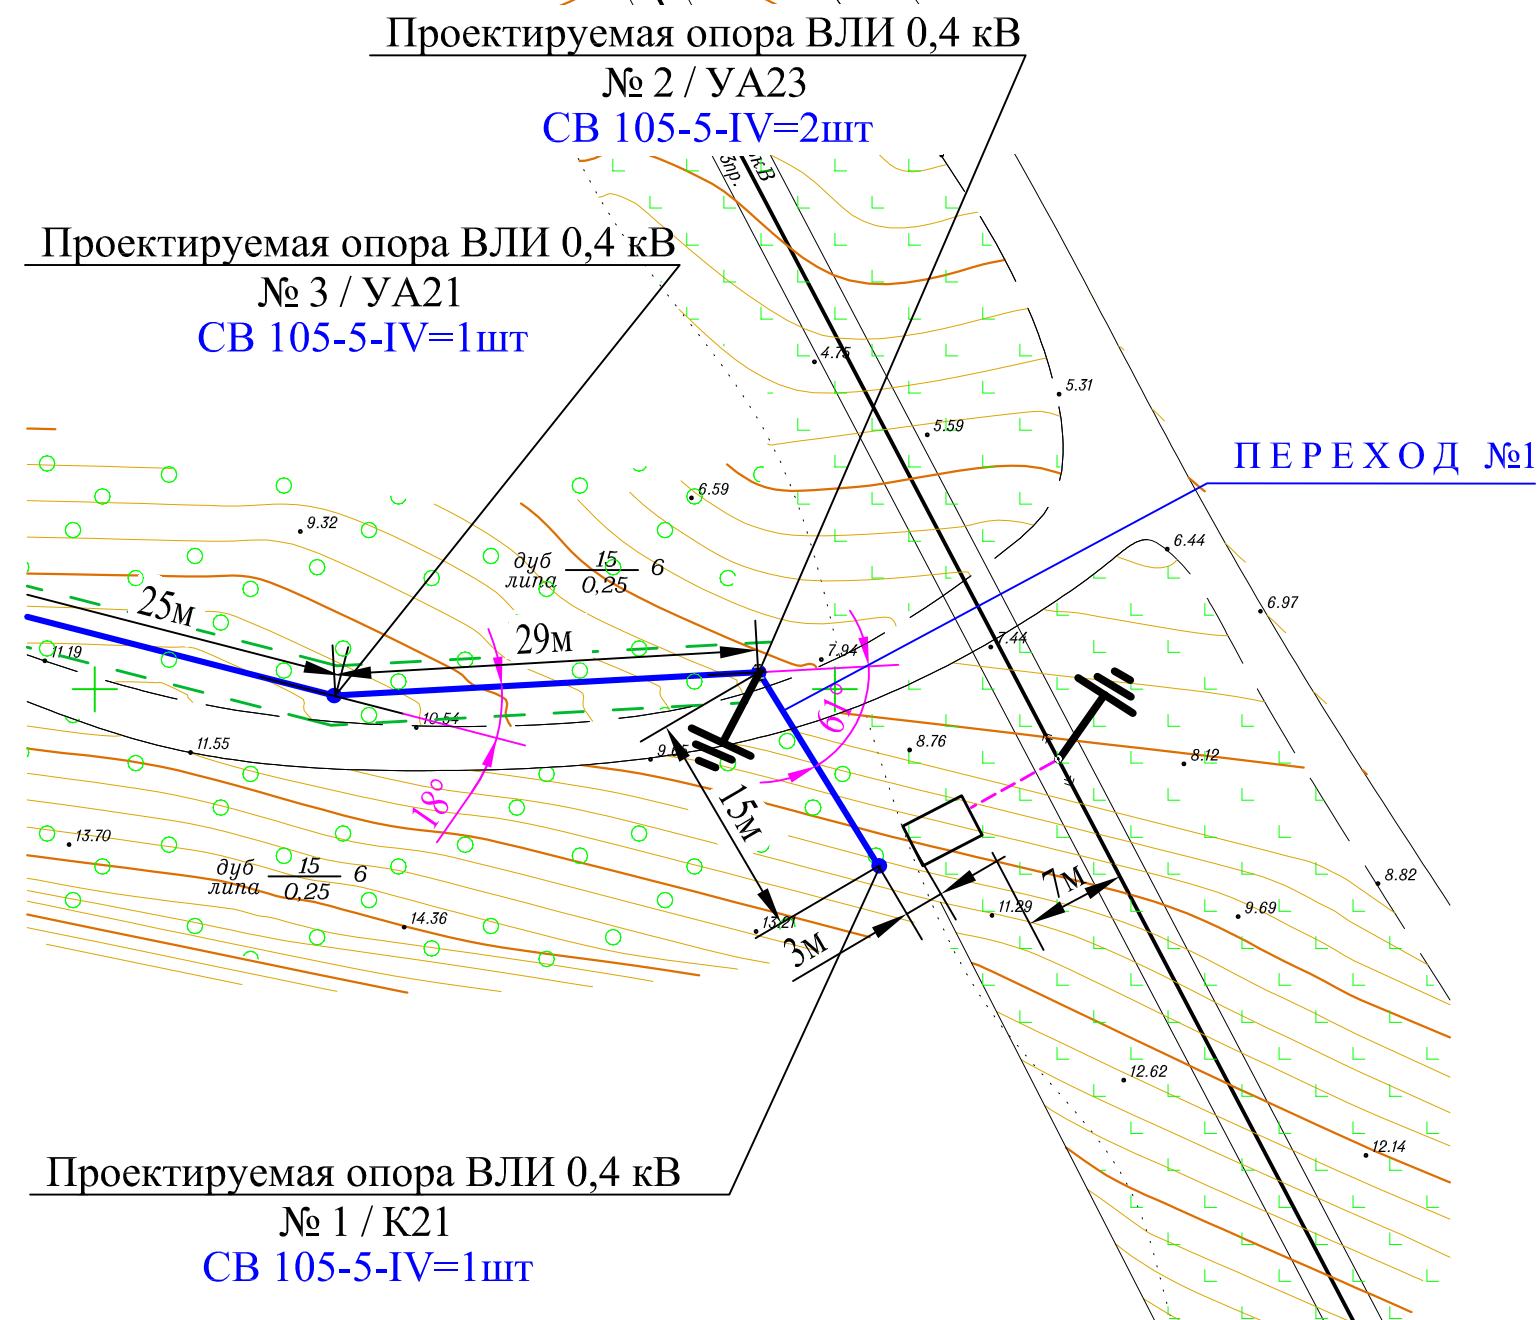 Проектируемая опора ВЛИ 0,4 кВ
№ 2 / УА23
СВ 105-5-IV=2шт
3пр.
кВ
Проектируемая опора ВЛИ 0,4 кВ
№ 3 / УА21
СВ 105-5-IV=1шт
4.75
5.31
5.59
ПЕРЕХОД №1
6.59
9.32
6.44
дуб
липа
15
0,25
6
25м
29м
6.97
7.44
7.94
11.19
10.54
61°
11.55
9.65
8.76
8.12
18°
15м
13.70
дуб
липа
15
0,25
6
7м
8.82
14.36
13.21
11.29
9.69
3м
12.62
12.14
Проектируемая опора ВЛИ 0,4 кВ
№ 1 / К21
СВ 105-5-IV=1шт